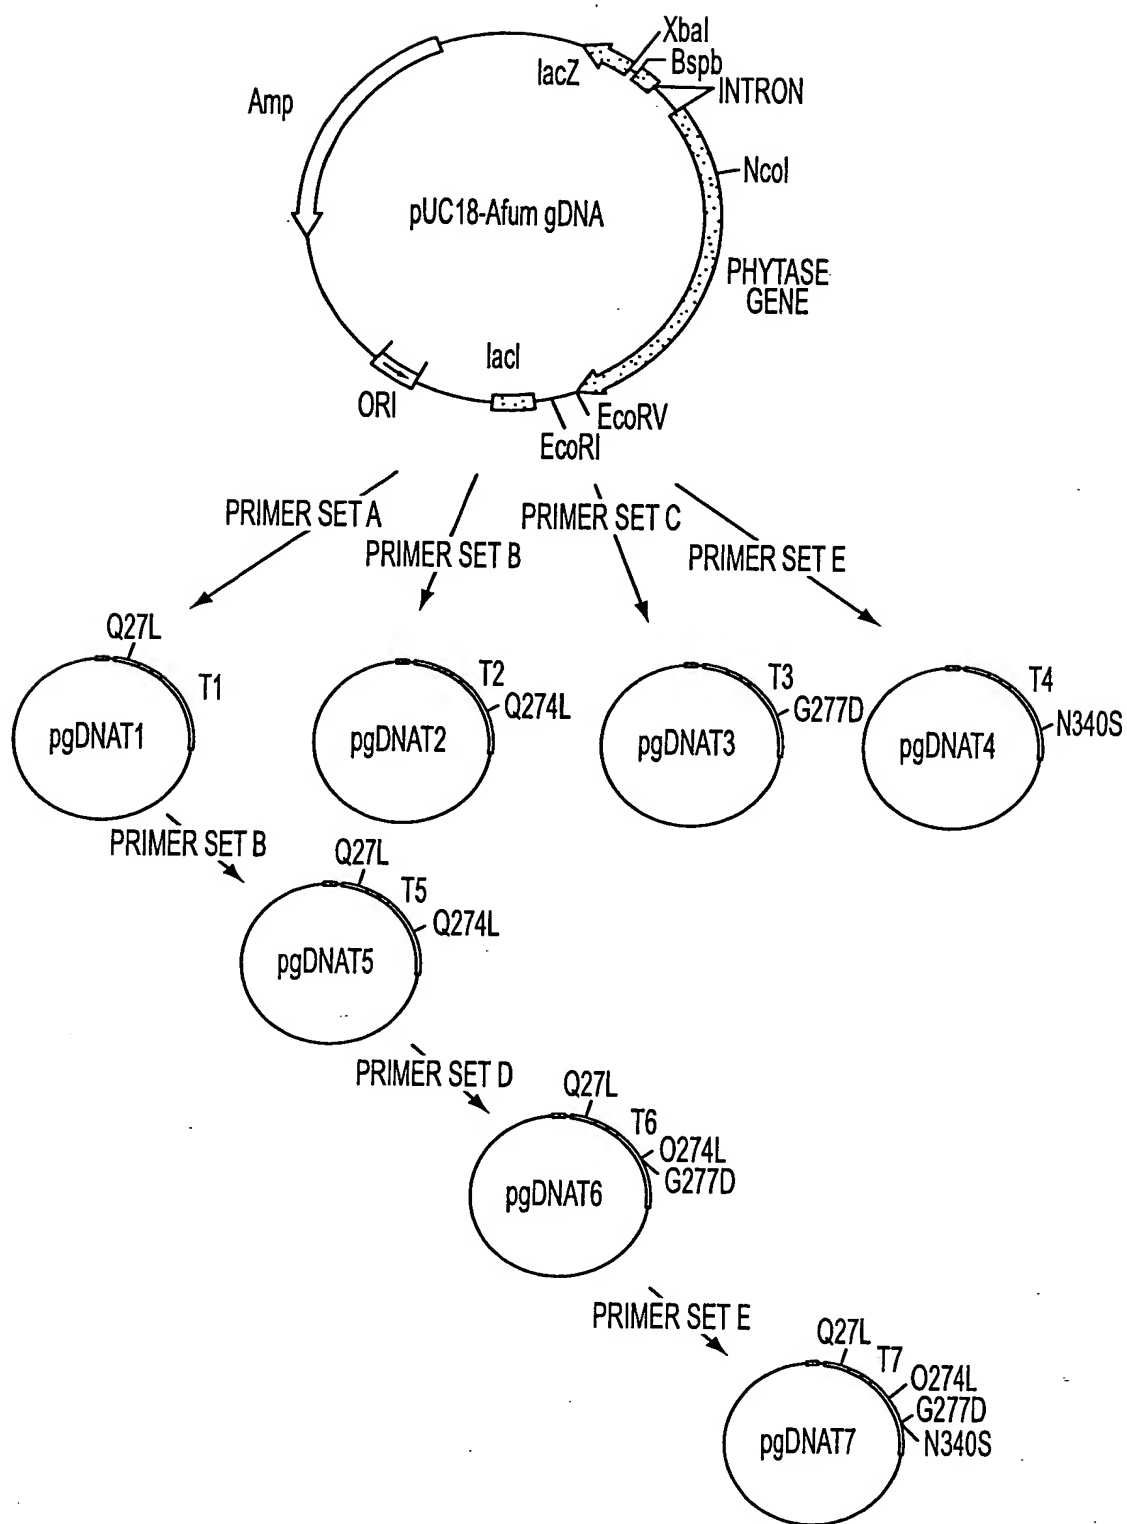 XbaI
Bspb
lacZ
INTRON
Amp
NcoI
pUC18-Afum gDNA
PHYTASE
GENE
lacI
ORI
EcoRV
EcoRI
PRIMER SET A
PRIMER SET B
PRIMER SET C
PRIMER SET E
Q27L
T1
pgDNAT1
T2
Q274L
pgDNAT2
T3
G277D
pgDNAT3
T4
N340S
pgDNAT4
PRIMER SET B
Q27L
T5
Q274L
pgDNAT5
PRIMER SET D
Q27L
T6
O274L
G277D
pgDNAT6
PRIMER SET E
Q27L
T7
O274L
G277D
N340S
pgDNAT7